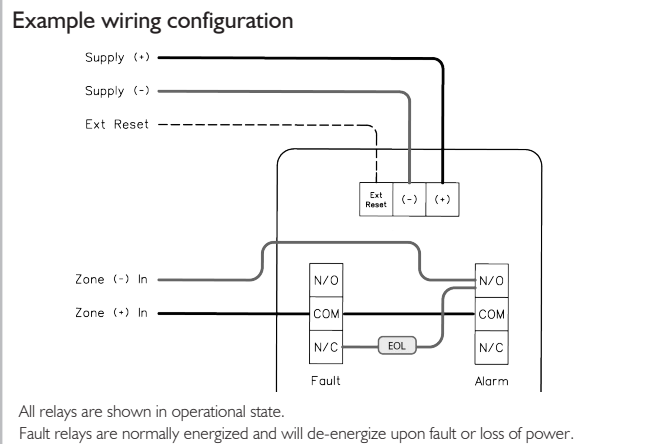 Example wiring configuration
Supply (+)
Supply (-)
Ext Reset
Ext
Reset
(-)
(+)
Zone (-) In
Zone (+) In
N/O
COM
N/C
EOL
N/O
COM
N/C
Fault
Alarm
All relays are shown in operational state.
Fault relays are normally energized and will de-energize upon fault or loss of power.